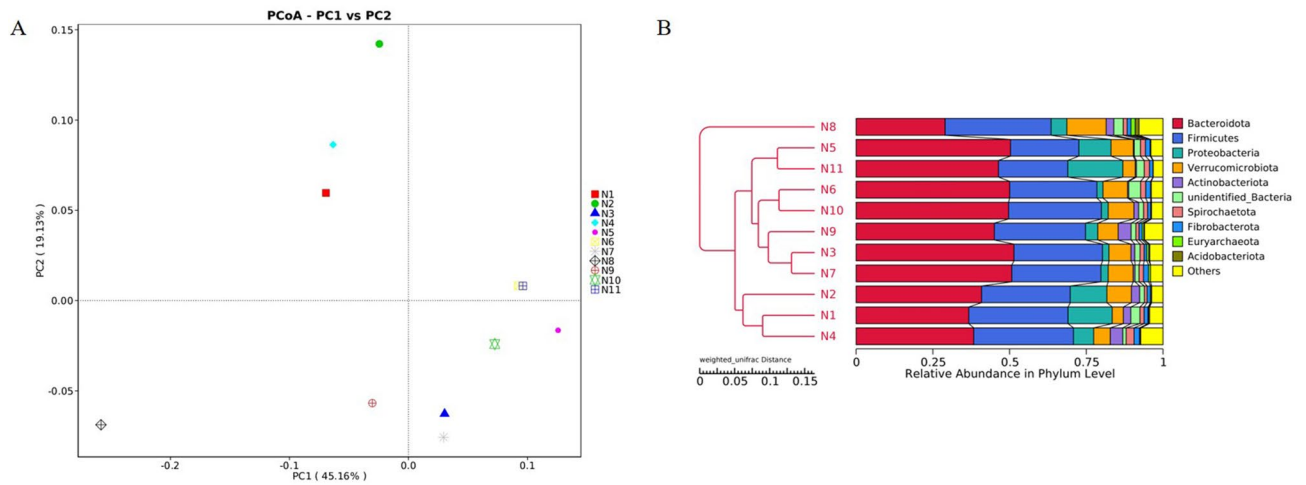 A
PCoA - PC1 vs PC2
0.15
0.10
0.05
0.00
-0.05
PC2 ( 19.13% )
-0.2
-0.1
0.0
0.1
PC1 ( 45.16% )
N1
N2
N3
N4
N5
N6
N7
N8
N9
N10
N11
B
N8
N5
N11
N6
N10
N9
N3
N7
N2
N1
N4
weighted_unifrac Distance
0 0.05 0.1 0.15
0 0.25 0.5 0.75 1
Relative Abundance in Phylum Level
Bacteroidota
Firmicutes
Proteobacteria
Verrucomicrobiota
Actinobacteriota
unidentified_Bacteria
Spirochaetota
Fibrobacterota
Euryarchaeota
Acidobacteriota
Others